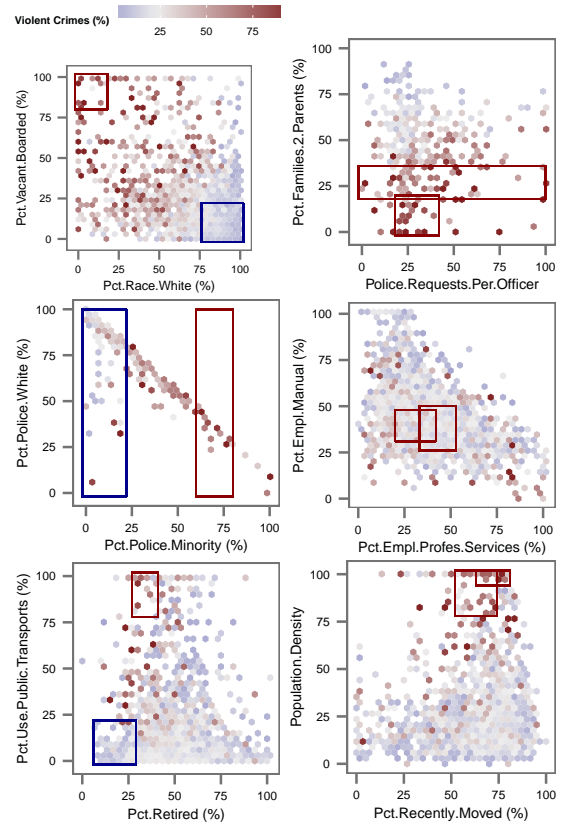 Violent Crimes (%)
25 50 75
Pct.Vacant.Boarded (%)
100
75
50
25
0
0 25 50 75 100
Pct.Race.White (%)
Pct.Families.2.Parents (%)
100
75
50
25
0
0 25 50 75 100
Police.Requests.Per.Officer
Pct.Police.White (%)
100
75
50
25
0
0 25 50 75 100
Pct.Police.Minority (%)
Pct.Empl.Manual (%)
100
75
50
25
0
0 25 50 75 100
Pct.Empl.Profes.Services (%)
Pct.Use.Public.Transports (%)
100
75
50
25
0
0 25 50 75 100
Pct.Retired (%)
Population.Density
100
75
50
25
0
0 25 50 75 100
Pct.Recently.Moved (%)